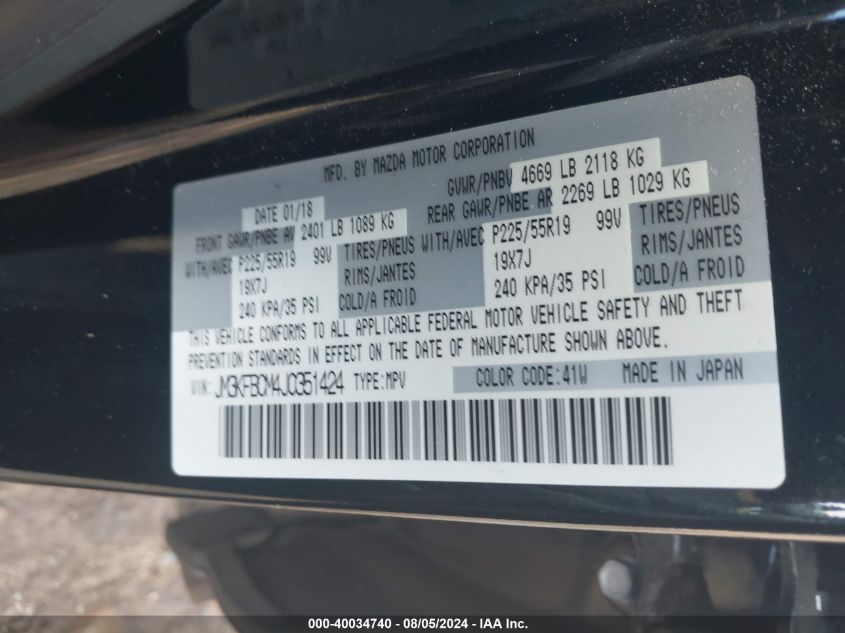 MFD. BY MAZDA MOTOR CORPORATION
DATE 01/18 GVWR/PNBV 4669 LB 2118 KG
FRONT GAWR/PNBE AV 2401 LB 1089 KG REAR GAWR/PNBE AR 2269 LB 1029 KG
WITH/AVEC P225/55R19 99V TIRES/PNEUS WITH/AVEC P225/55R19 99V TIRES/PNEUS
19X7J RIMS/JANTES 19X7J RIMS/JANTES
240 KPA/35 PSI COLD/A FROID 240 KPA/35 PSI COLD/A FROID
THIS VEHICLE CONFORMS TO ALL APPLICABLE FEDERAL MOTOR VEHICLE SAFETY AND THEFT
PREVENTION STANDARDS IN EFFECT ON THE DATE OF MANUFACTURE SHOWN ABOVE.
VIN: JM3KFBCM4J0351424 TYPE:MPV COLOR CODE:41W MADE IN JAPAN
000-40034740 - 08/05/2024 - IAA Inc.